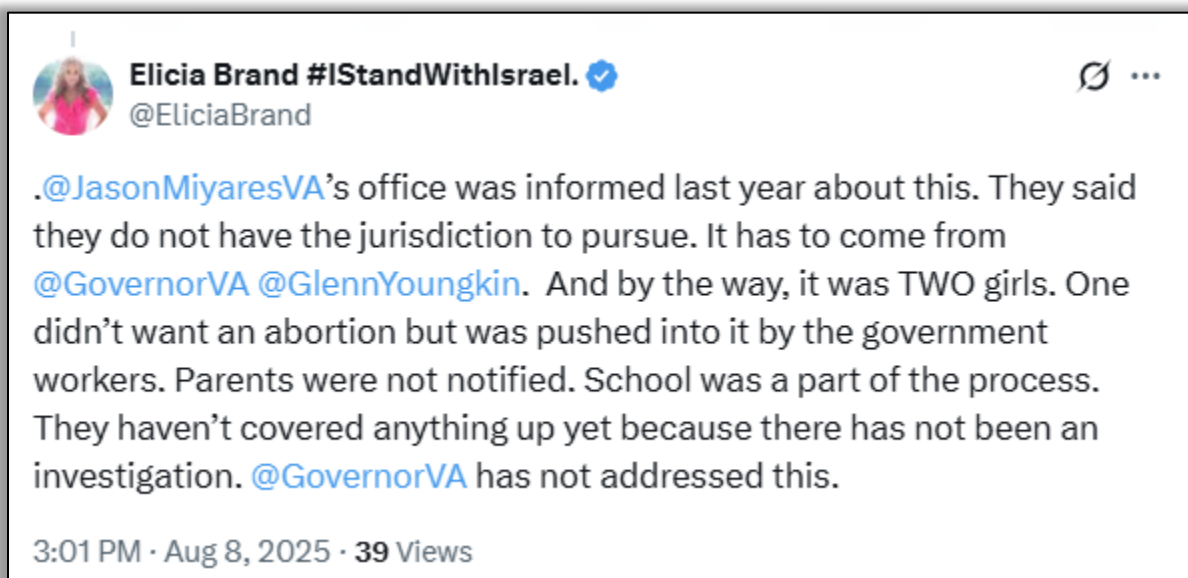 Elicia Brand #IStandWithIsrael.
@EliciaBrand
.@JasonMiyaresVA’s office was informed last year about this. They said
they do not have the jurisdiction to pursue. It has to come from
@GovernorVA @GlennYoungkin.  And by the way, it was TWO girls. One
didn’t want an abortion but was pushed into it by the government
workers. Parents were not notified. School was a part of the process.
They haven’t covered anything up yet because there has not been an
investigation. @GovernorVA has not addressed this.
3:01 PM · Aug 8, 2025 · 39 Views